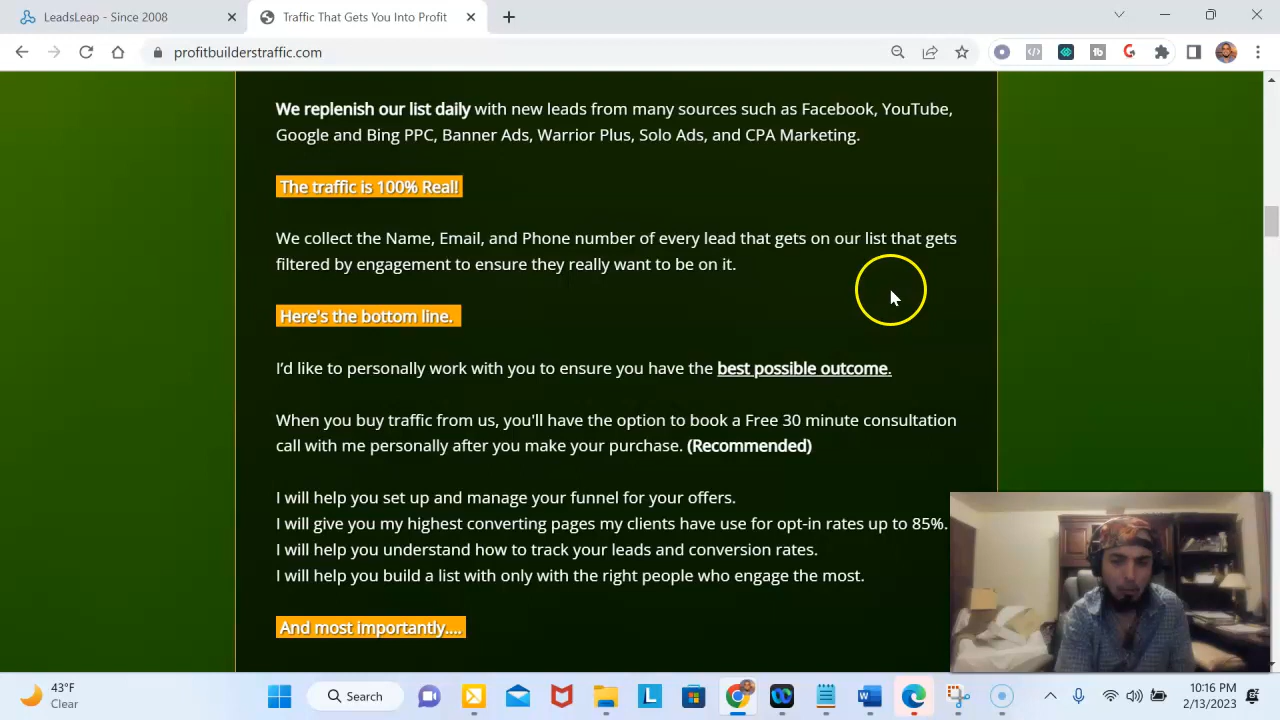 LeadsLeap - Since 2008
Traffic That Gets You Into Profit
profitbuilderstraffic.com
We replenish our list daily with new leads from many sources such as Facebook, YouTube,
Google and Bing PPC, Banner Ads, Warrior Plus, Solo Ads, and CPA Marketing.
The traffic is 100% Real!
We collect the Name, Email, and Phone number of every lead that gets on our list that gets
filtered by engagement to ensure they really want to be on it.
Here's the bottom line.
I'd like to personally work with you to ensure you have the best possible outcome.
When you buy traffic from us, you'll have the option to book a Free 30 minute consultation
call with me personally after you make your purchase. (Recommended)
I will help you set up and manage your funnel for your offers.
I will give you my highest converting pages my clients have use for opt-in rates up to 85%.
I will help you understand how to track your leads and conversion rates.
I will help you build a list with only with the right people who engage the most.
And most importantly....
43°F
Clear
Search
L
10:16 PM
2/13/2023